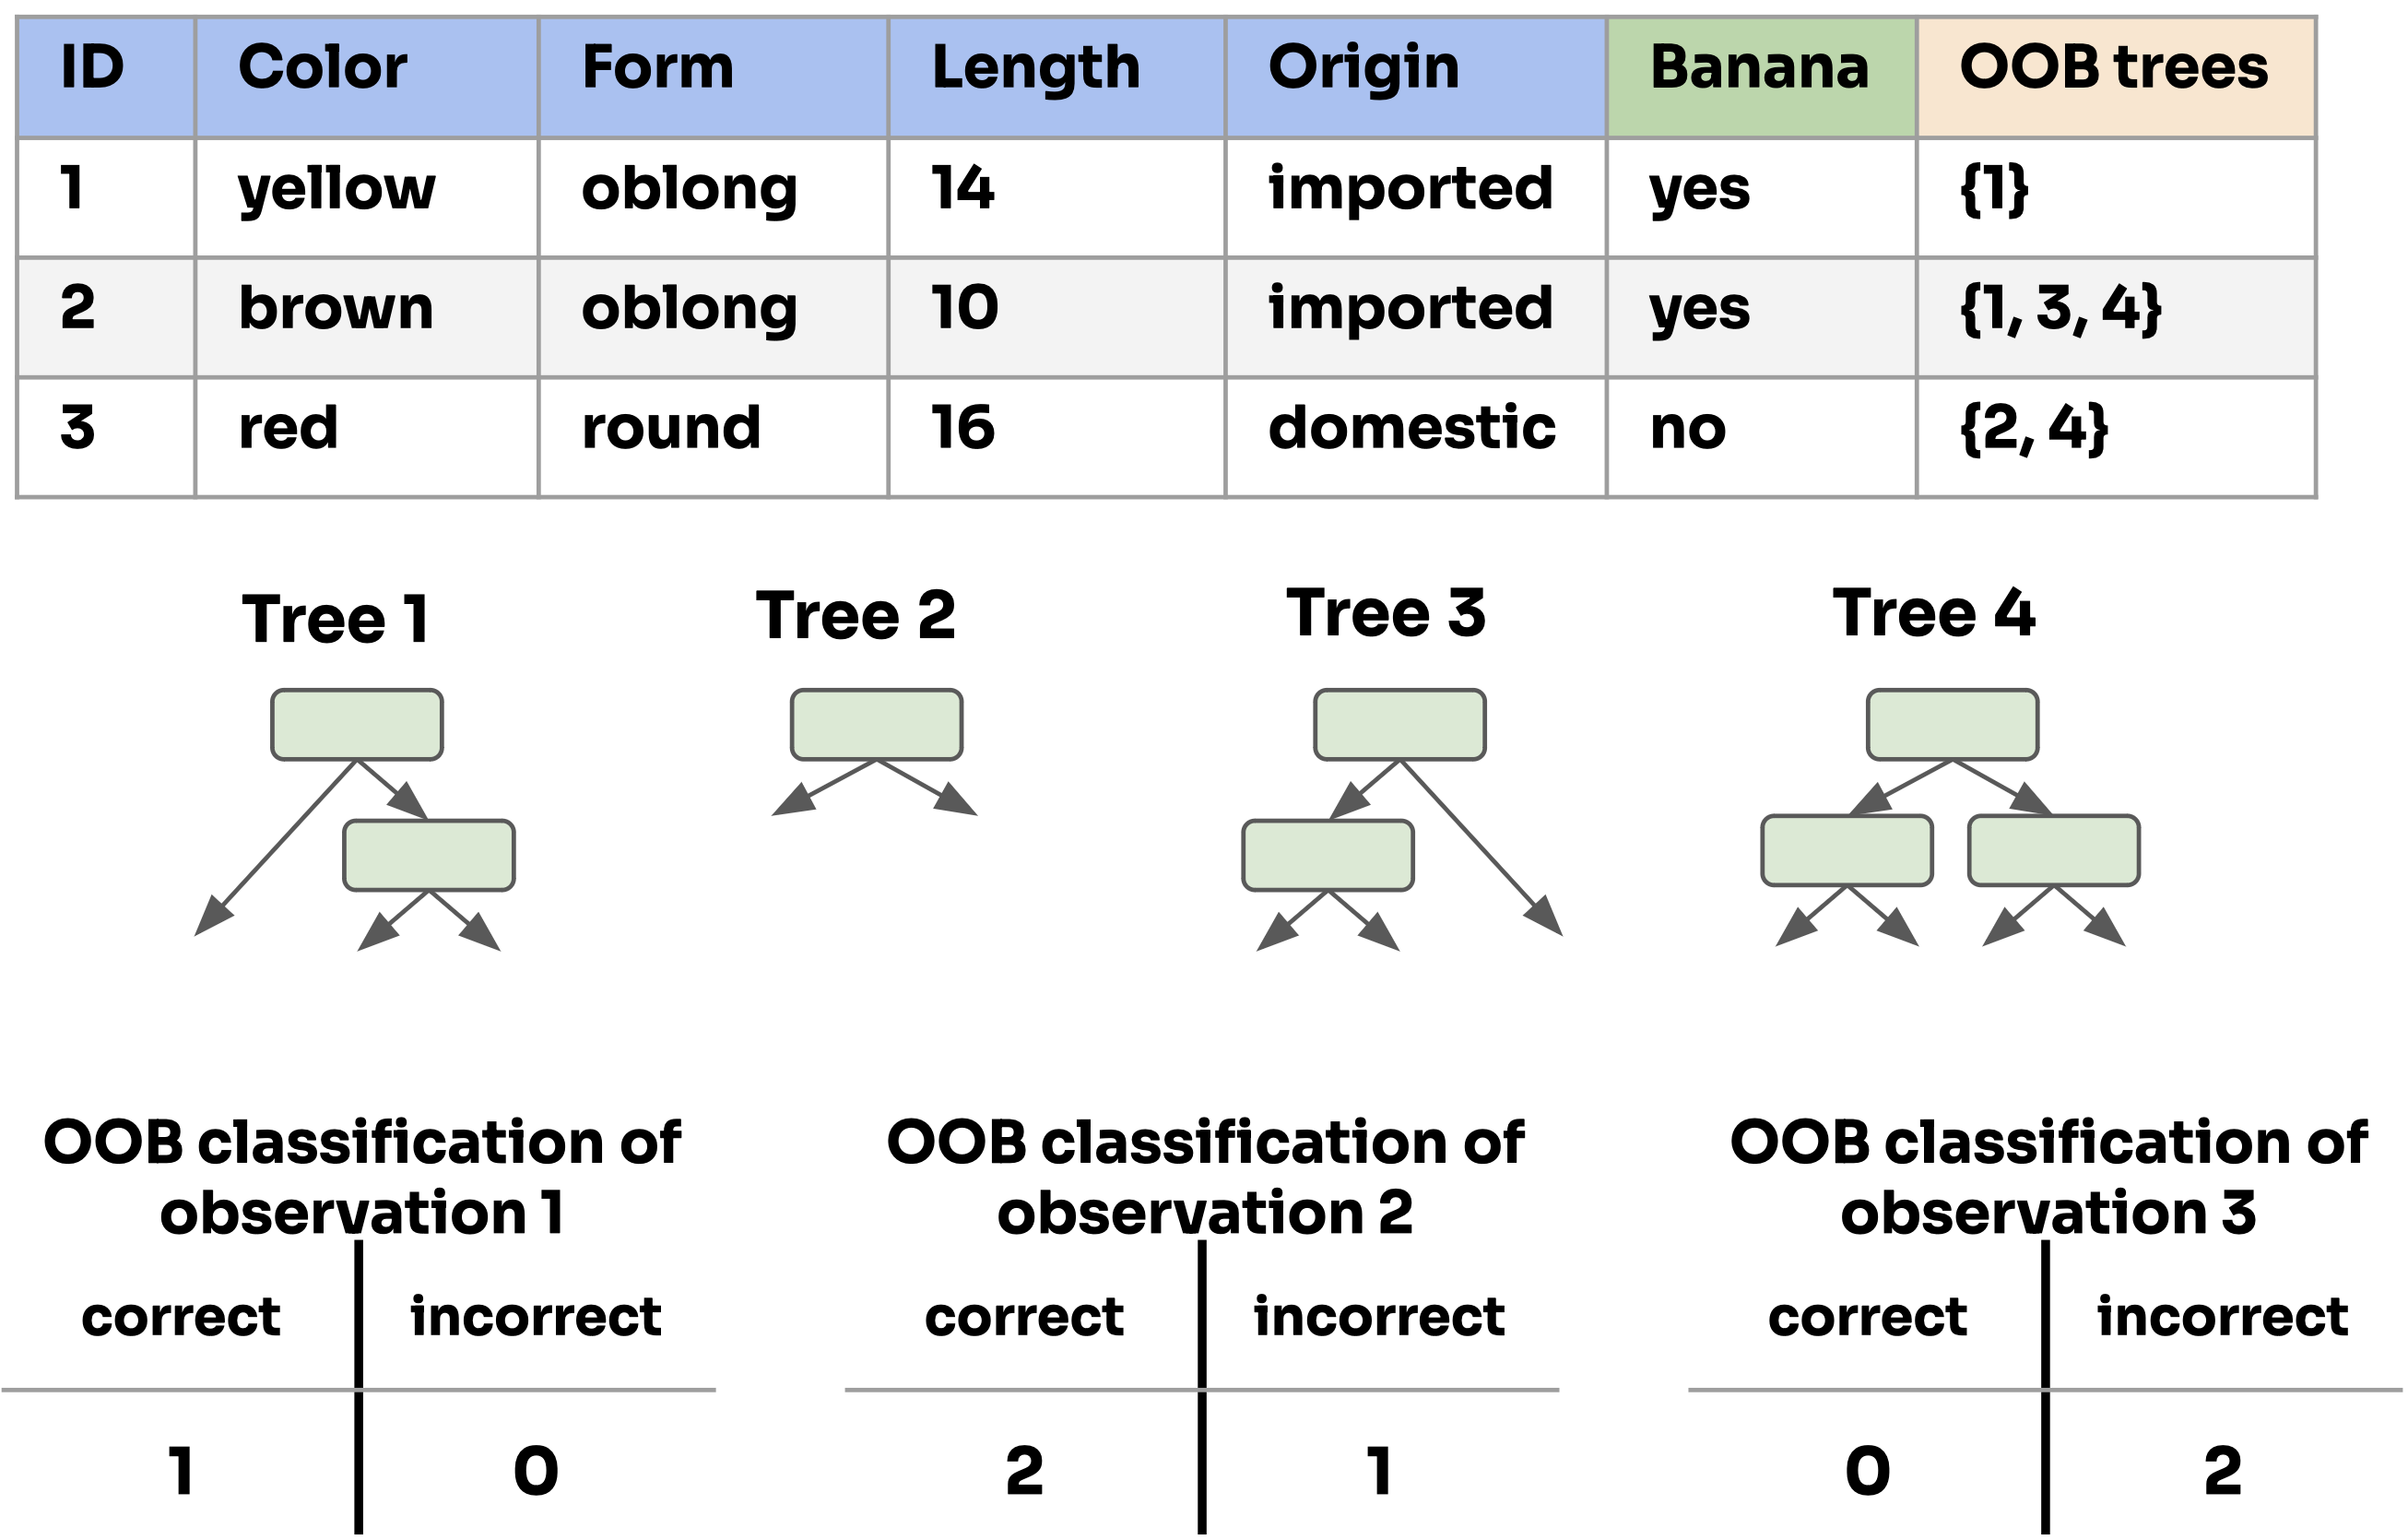 ID Color Form Length Origin Banana OOB trees
1 yellow oblong 14 imported yes {1}
2 brown oblong 10 imported yes {1, 3, 4}
3 red round 16 domestic no {2, 4}
Tree 1 Tree 2 Tree 3 Tree 4
OOB classification of
observation 1
correct incorrect
1 0
OOB classification of
observation 2
correct incorrect
2 1
OOB classification of
observation 3
correct incorrect
0 2